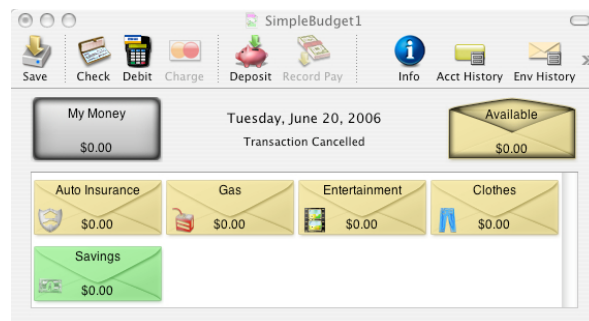 SimpleBudget1
Save Check Debit Charge Deposit Record Pay Info Acct History Env History
My Money
$0.00
Tuesday, June 20, 2006
Transaction Cancelled
Available
$0.00
Auto Insurance Gas Entertainment Clothes
$0.00 $0.00 $0.00 $0.00
Savings
$0.00